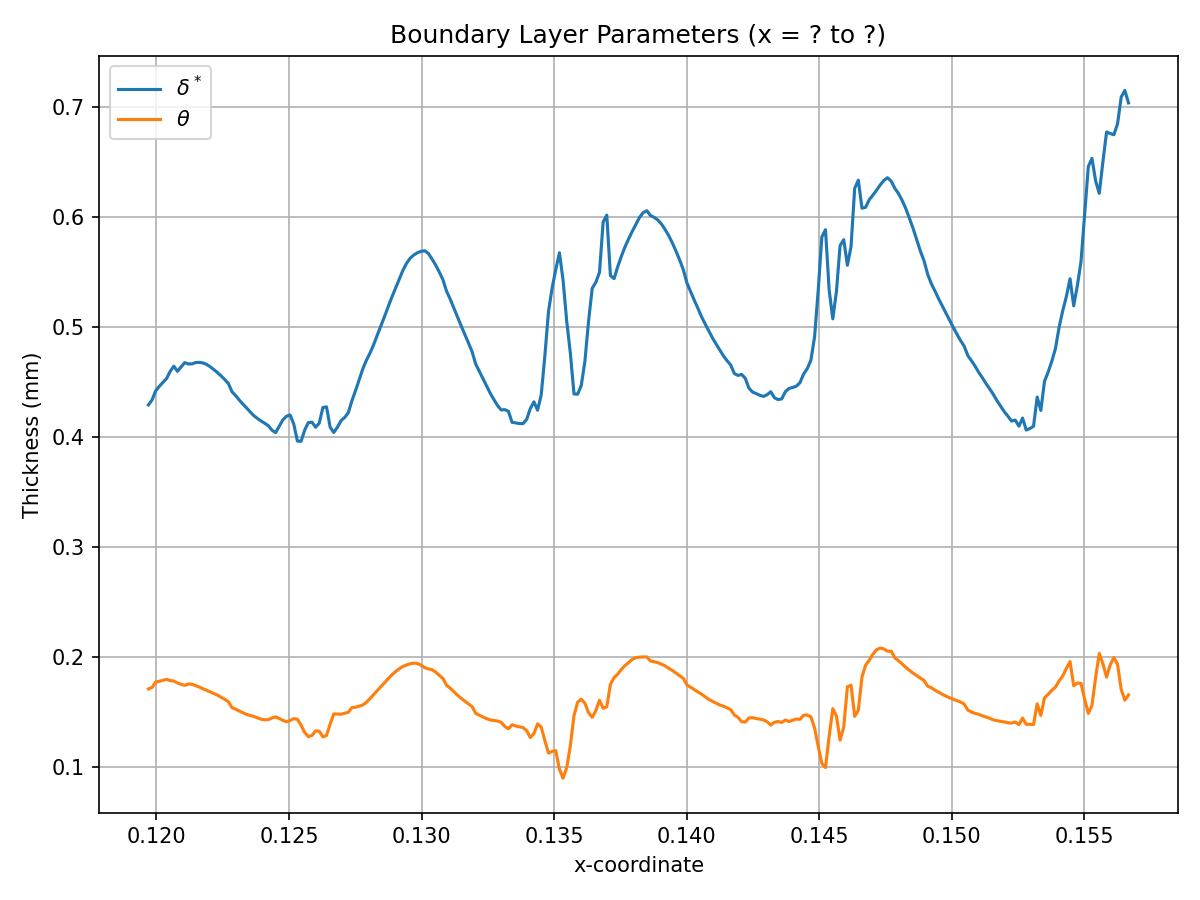 Boundary Layer Parameters (x = ? to ?)
δ*
θ
Thickness (mm)
0.7
0.6
0.5
0.4
0.3
0.2
0.1
0.120 0.125 0.130 0.135 0.140 0.145 0.150 0.155
x-coordinate